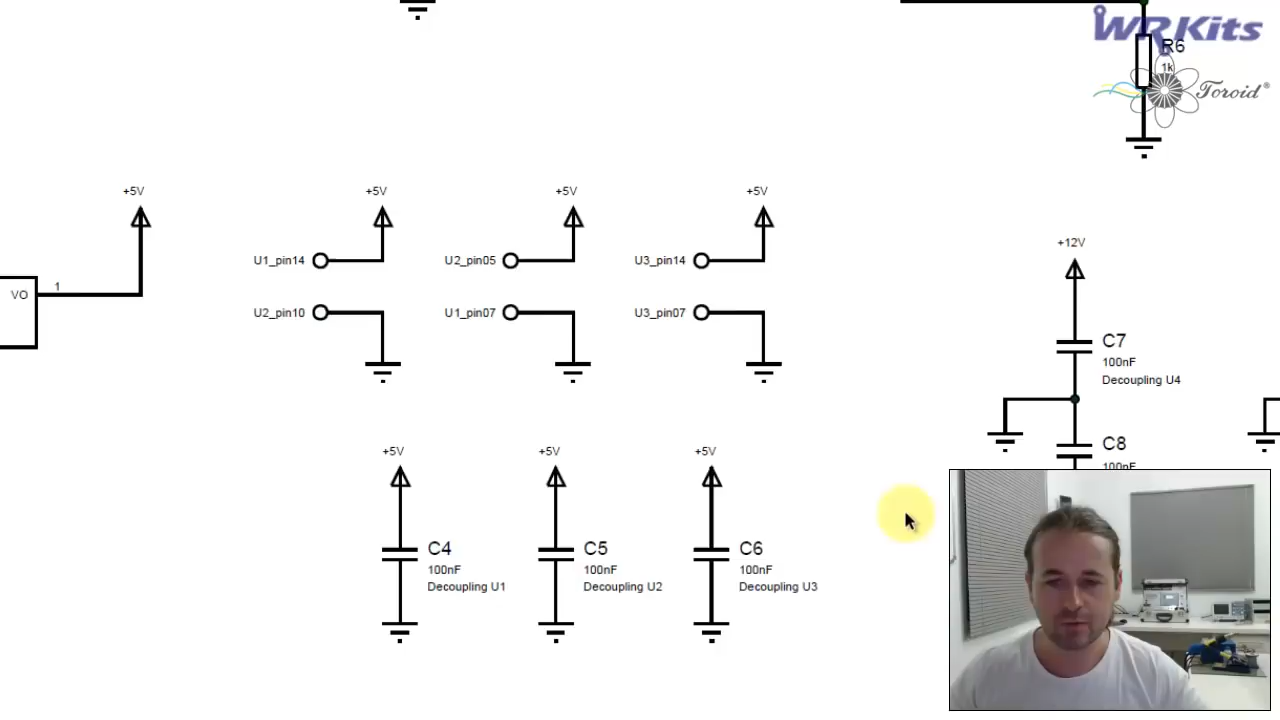 WRKits
R6
1k
Toroid®
+5V
+5V
+5V
+5V
U1_pin14
U2_pin05
U3_pin14
+12V
VO
1
U2_pin10
U1_pin07
U3_pin07
C7
100nF
Decoupling U4
C8
100nF
+5V
+5V
+5V
C4
100nF
Decoupling U1
C5
100nF
Decoupling U2
C6
100nF
Decoupling U3